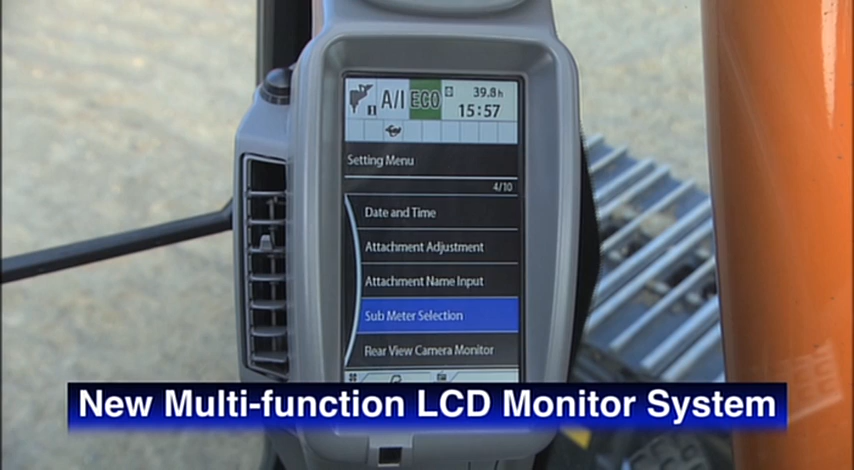 A/I ECO 39.8h
1 15:57
Setting Menu
4/10
Date and Time
Attachment Adjustment
Attachment Name Input
Sub Meter Selection
Rear View Camera Monitor
New Multi-function LCD Monitor System